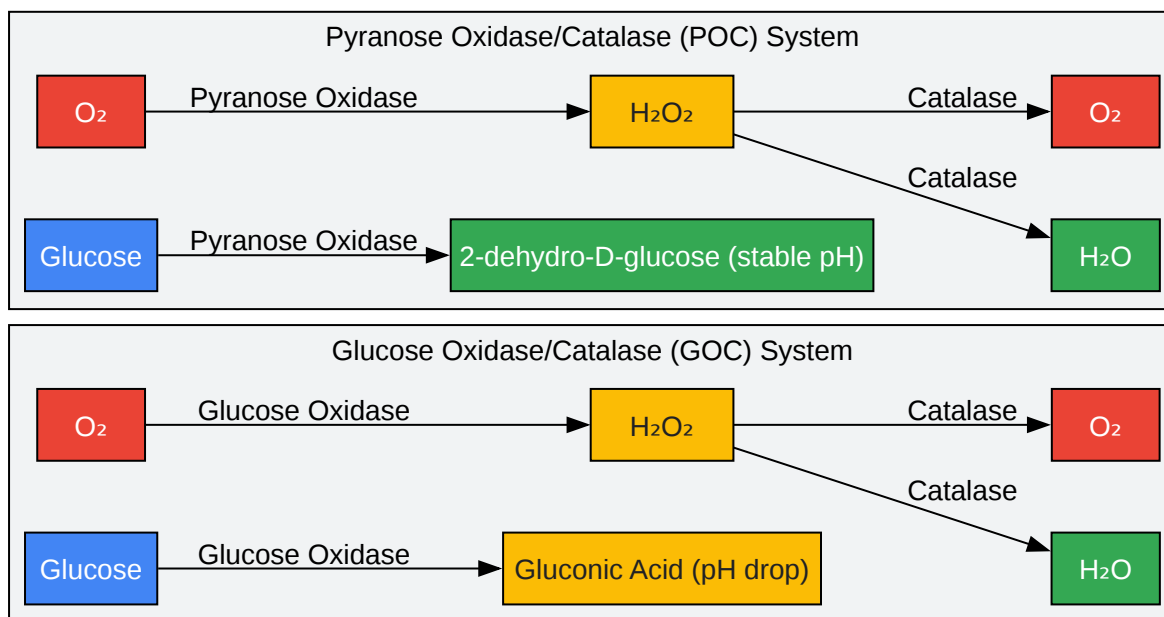 Pyranose Oxidase/Catalase (POC) System
O₂
Pyranose Oxidase
H₂O₂
Catalase
O₂
Catalase
Glucose
Pyranose Oxidase
2-dehydro-D-glucose (stable pH)
H₂O
Glucose Oxidase/Catalase (GOC) System
O₂
Glucose Oxidase
H₂O₂
Catalase
O₂
Catalase
Glucose
Glucose Oxidase
Gluconic Acid (pH drop)
H₂O